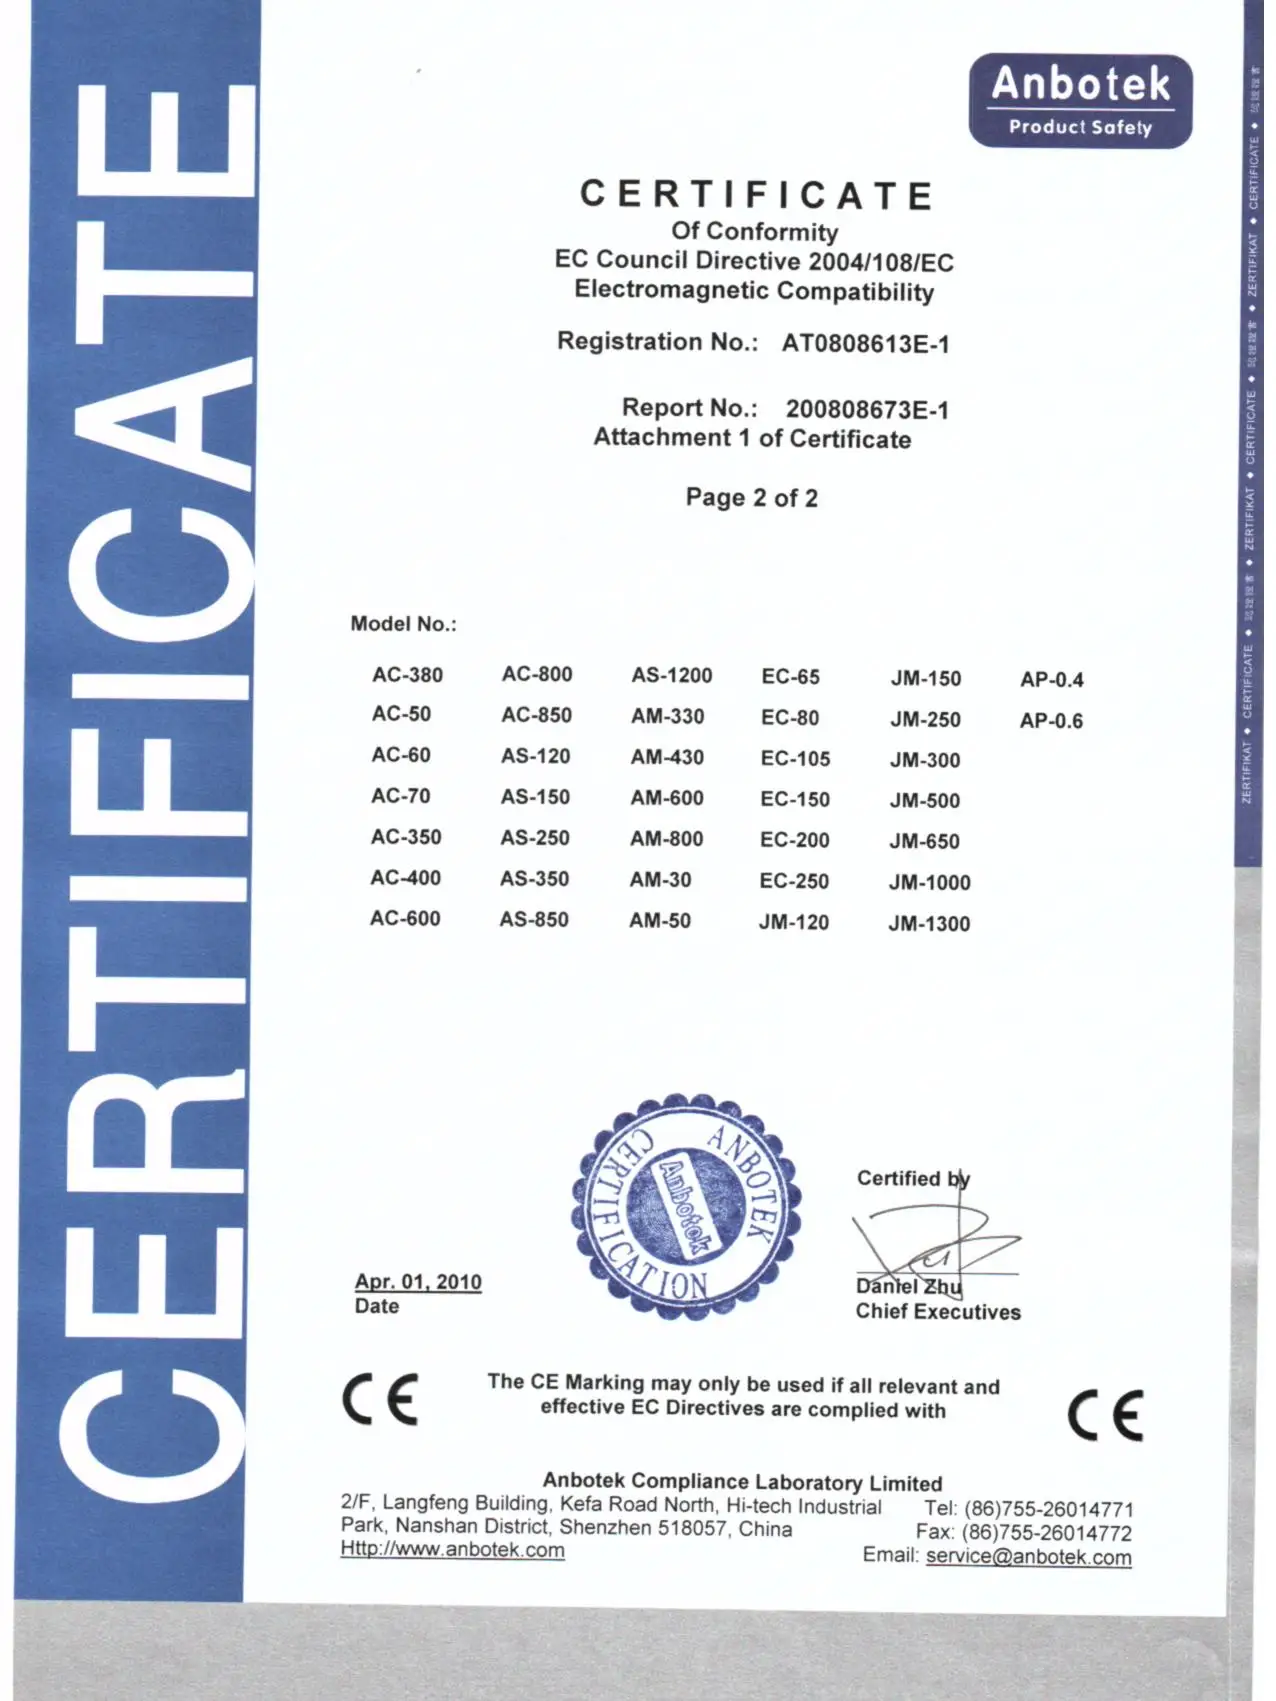 CERTIFICATE
Anbotek
Product Safety
CERTIFICATE
Of Conformity
EC Council Directive 2004/108/EC
Electromagnetic Compatibility
Registration No.: AT0808613E-1
Report No.: 200808673E-1
Attachment 1 of Certificate
Page 2 of 2
Model No.:
AC-380 AC-800 AS-1200 EC-65 JM-150 AP-0.4
AC-50 AC-850 AM-330 EC-80 JM-250 AP-0.6
AC-60 AS-120 AM-430 EC-105 JM-300
AC-70 AS-150 AM-600 EC-150 JM-500
AC-350 AS-250 AM-800 EC-200 JM-650
AC-400 AS-350 AM-30 EC-250 JM-1000
AC-600 AS-850 AM-50 JM-120 JM-1300
ANBOTEK CERTIFICATION
Anbotek
Certified by
Apr. 01, 2010
Date
Daniel Zhu
Chief Executives
CE
The CE Marking may only be used if all relevant and
effective EC Directives are complied with
CE
Anbotek Compliance Laboratory Limited
2/F, Langfeng Building, Kefa Road North, Hi-tech Industrial Tel: (86)755-26014771
Park, Nanshan District, Shenzhen 518057, China Fax: (86)755-26014772
Http://www.anbotek.com Email: service@anbotek.com
ZERTIFIKAT ◆ CERTIFICATE ◆ ZERTIFIKAT ◆ CERTIFICATE ◆ ZERTIFIKAT ◆ CERTIFICATE ◆